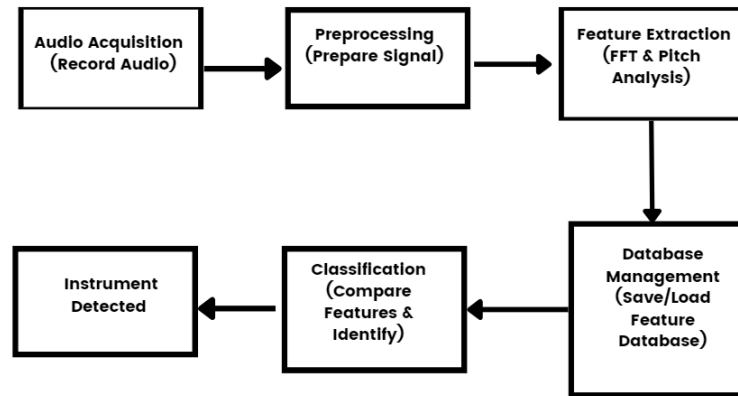 Audio Acquisition
(Record Audio)
Preprocessing
(Prepare Signal)
Feature Extraction
(FFT & Pitch
Analysis)
Database
Management
(Save/Load
Feature
Database)
Classification
(Compare
Features &
Identify)
Instrument
Detected